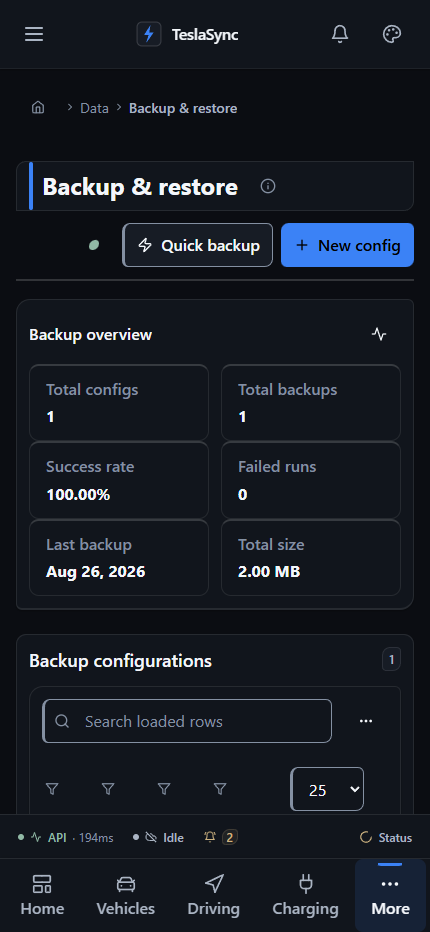 TeslaSync
Data
Backup & restore
Backup & restore
Quick backup
New config
Backup overview
Total configs
1
Total backups
1
Success rate
100.00%
Failed runs
0
Last backup
Aug 26, 2026
Total size
2.00 MB
Backup configurations
1
Search loaded rows
25
API · 194ms
Idle
2
Status
Home
Vehicles
Driving
Charging
More